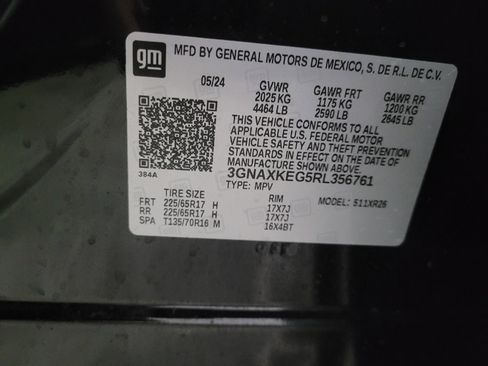 gm
MFD BY GENERAL MOTORS DE MEXICO, S. DE R.L. DE C.V.
05/24 GVWR GAWR FRT GAWR RR
2025 KG 1175 KG 1200 KG
4464 LB 2590 LB 2645 LB
THIS VEHICLE CONFORMS TO ALL
APPLICABLE U.S. FEDERAL MOTOR
VEHICLE SAFETY AND THEFT PREVENTION
STANDARDS IN EFFECT ON THE DATE OF
MANUFACTURE SHOWN ABOVE.
384A 3GNAXKEG5RL356761
TYPE: MPV MODEL: 511XR26
TIRE SIZE RIM
FRT 225/65R17 H 17X7J
RR 225/65R17 H 17X7J
SPA T135/70R16 M 16X4BT